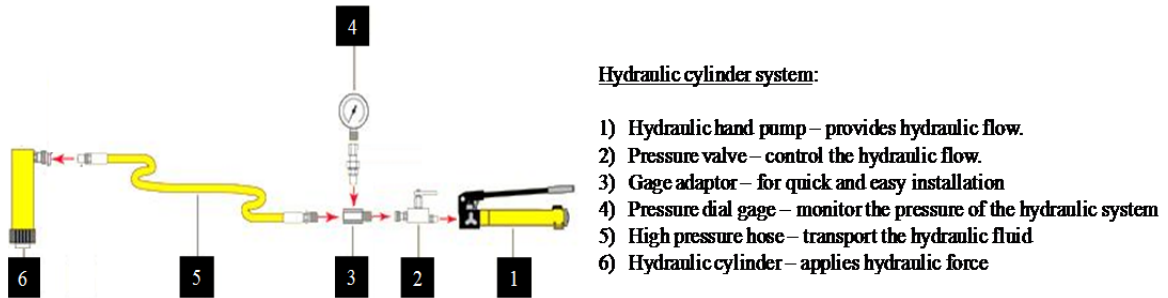 4
Hydraulic cylinder system:
1) Hydraulic hand pump – provides hydraulic flow.
2) Pressure valve – control the hydraulic flow.
3) Gage adaptor – for quick and easy installation
4) Pressure dial gage – monitor the pressure of the hydraulic system
5) High pressure hose – transport the hydraulic fluid
6) Hydraulic cylinder – applies hydraulic force
6 5 3 2 1